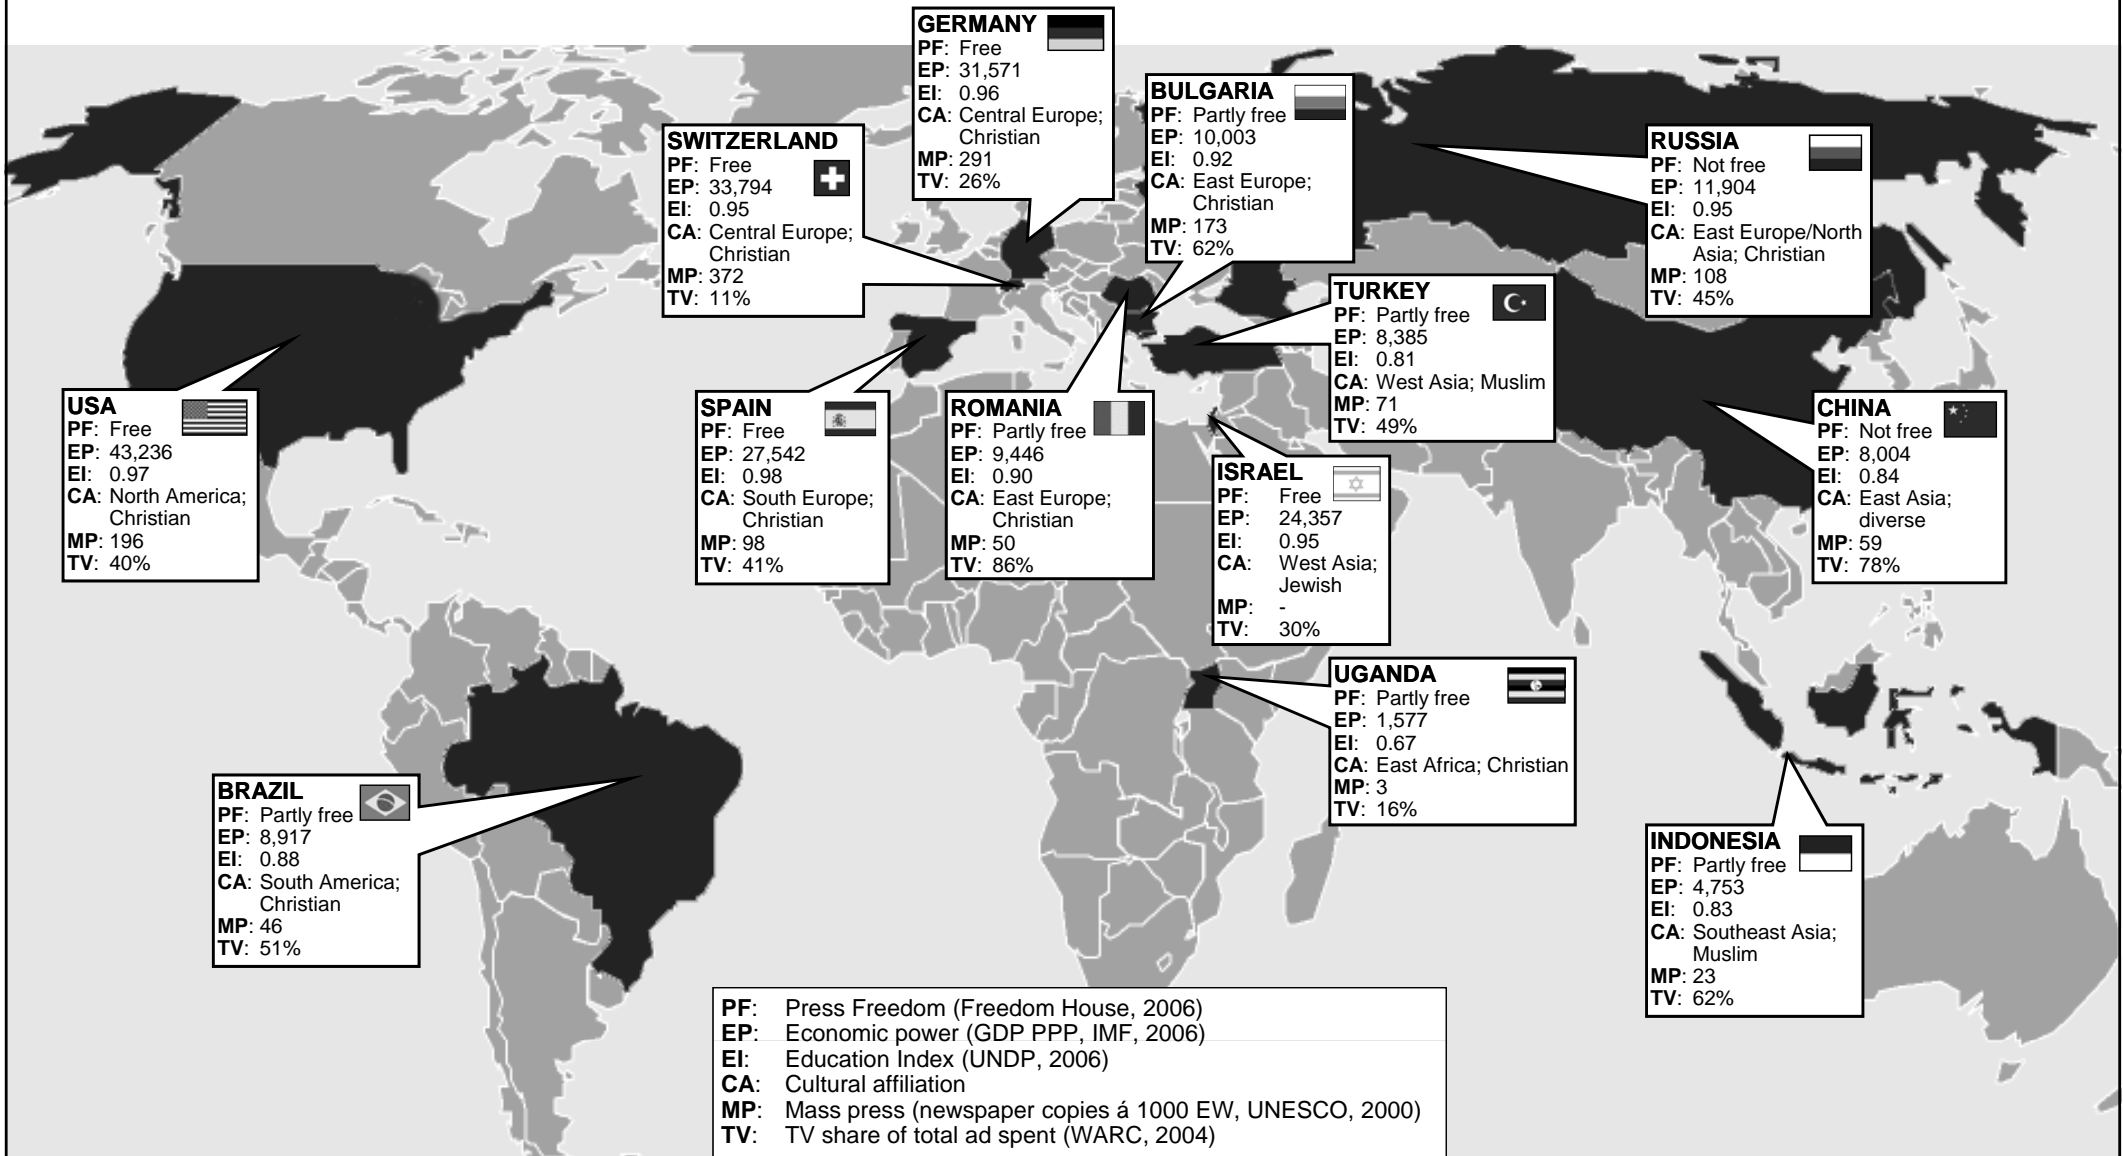 GERMANY
PF: Free
EP: 31,571
EI: 0.96
CA: Central Europe;
Christian
MP: 291
TV: 26%
BULGARIA
PF: Partly free
EP: 10,003
EI: 0.92
CA: East Europe;
Christian
MP: 173
TV: 62%
SWITZERLAND
PF: Free
EP: 33,794
EI: 0.95
CA: Central Europe;
Christian
MP: 372
TV: 11%
RUSSIA
PF: Not free
EP: 11,904
EI: 0.95
CA: East Europe/North
Asia; Christian
MP: 108
TV: 45%
TURKEY
PF: Partly free
EP: 8,385
EI: 0.81
CA: West Asia; Muslim
MP: 71
TV: 49%
USA
PF: Free
EP: 43,236
EI: 0.97
CA: North America;
Christian
MP: 196
TV: 40%
SPAIN
PF: Free
EP: 27,542
EI: 0.98
CA: South Europe;
Christian
MP: 98
TV: 41%
ROMANIA
PF: Partly free
EP: 9,446
EI: 0.90
CA: East Europe;
Christian
MP: 50
TV: 86%
CHINA
PF: Not free
EP: 8,004
EI: 0.84
CA: East Asia;
diverse
MP: 59
TV: 78%
ISRAEL
PF: Free
EP: 24,357
EI: 0.95
CA: West Asia;
Jewish
MP: -
TV: 30%
UGANDA
PF: Partly free
EP: 1,577
EI: 0.67
CA: East Africa; Christian
MP: 3
TV: 16%
BRAZIL
PF: Partly free
EP: 8,917
EI: 0.88
CA: South America;
Christian
MP: 46
TV: 51%
INDONESIA
PF: Partly free
EP: 4,753
EI: 0.83
CA: Southeast Asia;
Muslim
MP: 23
TV: 62%
PF: Press Freedom (Freedom House, 2006)
EP: Economic power (GDP PPP, IMF, 2006)
EI: Education Index (UNDP, 2006)
CA: Cultural affiliation
MP: Mass press (newspaper copies á 1000 EW, UNESCO, 2000)
TV: TV share of total ad spent (WARC, 2004)